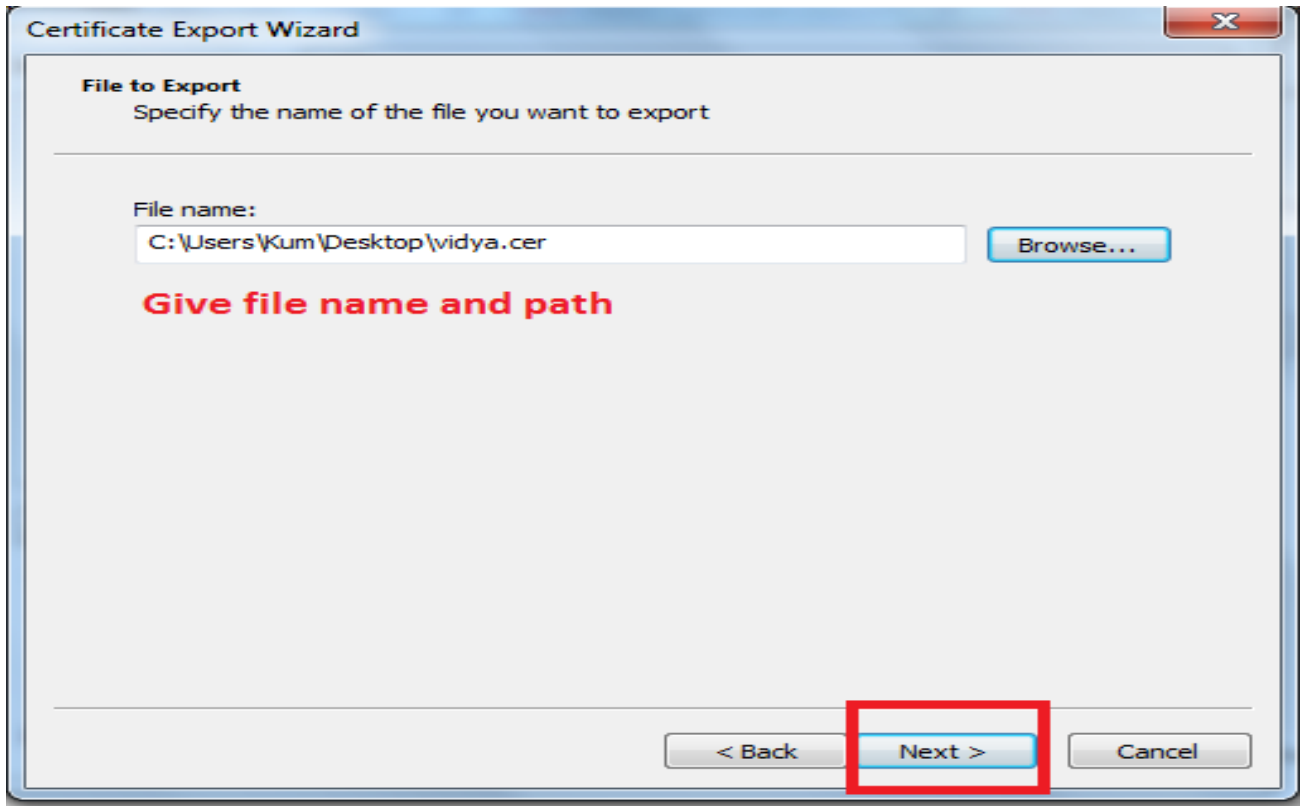 Certificate Export Wizard
File to Export
Specify the name of the file you want to export
File name:
C:\Users\Kum\Desktop\vidya.cer
Browse...
Give file name and path
< Back
Next >
Cancel